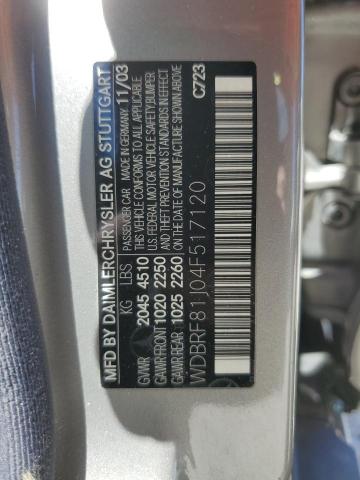 MFD BY DAIMLERCHRYSLER AG STUTTGART
KG LBS PASSENGER CAR MADE IN GERMANY 11/03
GVWR 2045 4510 THIS VEHICLE CONFORMS TO ALL APPLICABLE
U.S. FEDERAL MOTOR VEHICLE SAFETY/BUMPER
GAWR/FRONT 1020 2250 AND THEFT PREVENTION STANDARDS IN EFFECT
GAWR/REAR 1025 2260 ON THE DATE OF MANUFACTURE SHOWN ABOVE
WDBRF81J04F517120 C723